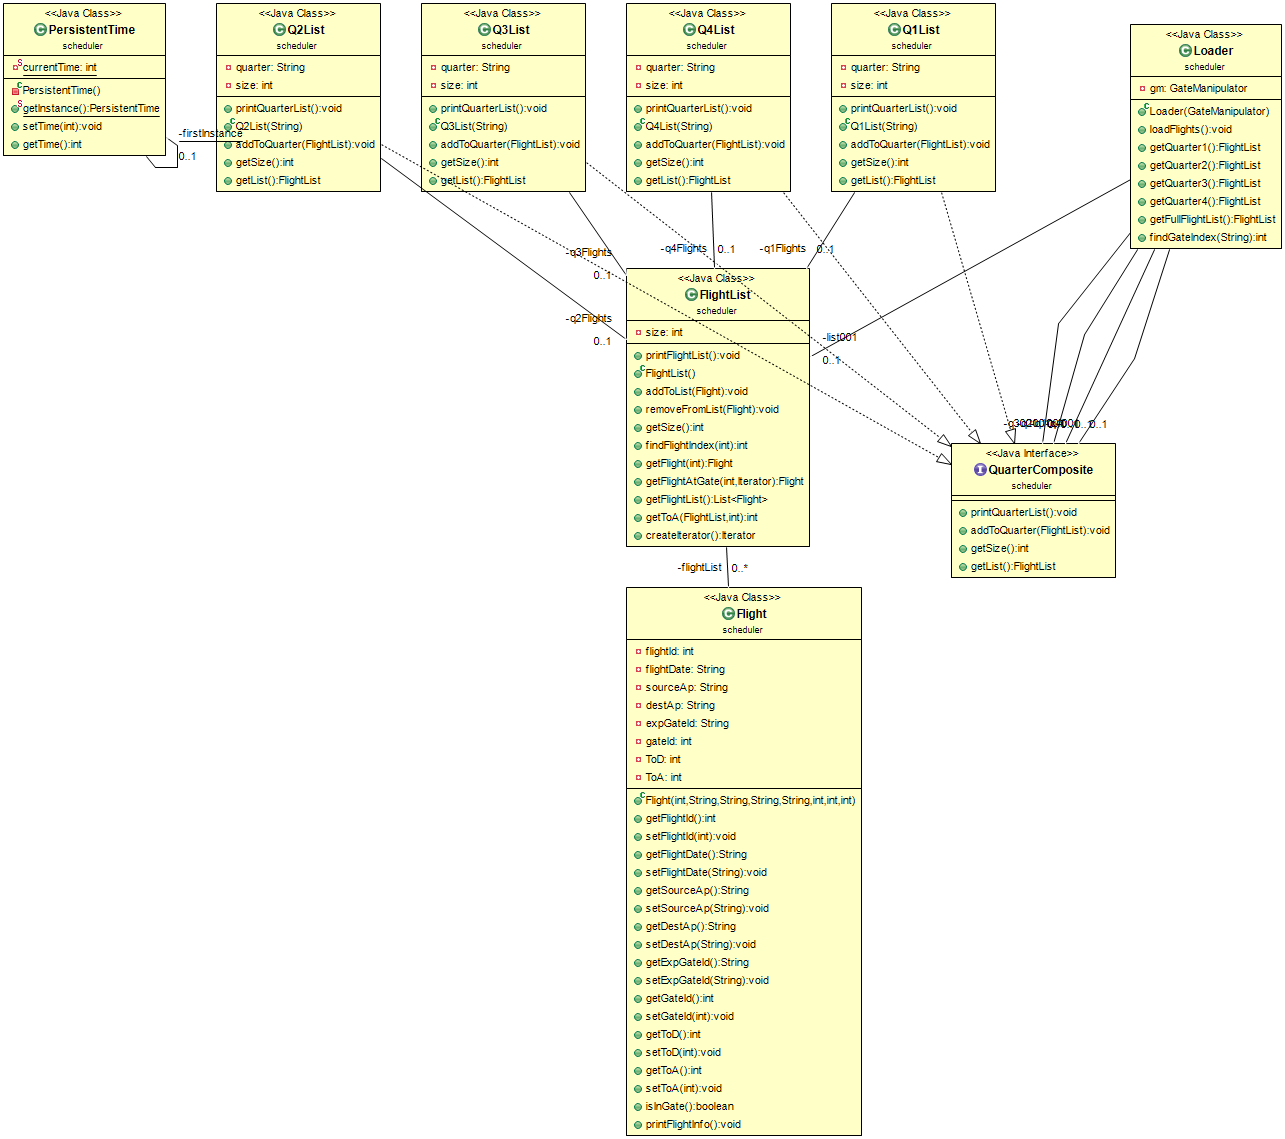 <<Java Class>>
PersistentTime
scheduler
currentTime: int
PersistentTime()
getInstance():PersistentTime
setTime(int):void
getTime():int
-firstInstance
0..1
<<Java Class>>
Q2List
scheduler
quarter: String
size: int
printQuarterList():void
Q2List(String)
addToQuarter(FlightList):void
getSize():int
getList():FlightList
<<Java Class>>
Q3List
scheduler
quarter: String
size: int
printQuarterList():void
Q3List(String)
addToQuarter(FlightList):void
getSize():int
getList():FlightList
<<Java Class>>
Q4List
scheduler
quarter: String
size: int
printQuarterList():void
Q4List(String)
addToQuarter(FlightList):void
getSize():int
getList():FlightList
<<Java Class>>
Q1List
scheduler
quarter: String
size: int
printQuarterList():void
Q1List(String)
addToQuarter(FlightList):void
getSize():int
getList():FlightList
<<Java Class>>
Loader
scheduler
gm: GateManipulator
Loader(GateManipulator)
loadFlights():void
getQuarter1():FlightList
getQuarter2():FlightList
getQuarter3():FlightList
getQuarter4():FlightList
getFullFlightList():FlightList
findGateIndex(String):int
-q3Flights
0..1
-q4Flights
0..1
-q1Flights
0..1
-q2Flights
0..1
-list001
0..1
<<Java Class>>
FlightList
scheduler
size: int
printFlightList():void
FlightList()
addToList(Flight):void
removeFromList(Flight):void
getSize():int
findFlightIndex(int):int
getFlight(int):Flight
getFlightAtGate(int,Iterator):Flight
getFlightList():List<Flight>
getToA(FlightList,int):int
createIterator():Iterator
0..1
<<Java Interface>>
QuarterComposite
scheduler
printQuarterList():void
addToQuarter(FlightList):void
getSize():int
getList():FlightList
-flightList
0..*
<<Java Class>>
Flight
scheduler
flightId: int
flightDate: String
sourceAp: String
destAp: String
expGateId: String
gateId: int
ToD: int
ToA: int
Flight(int,String,String,String,String,int,int,int)
getFlightId():int
setFlightId(int):void
getFlightDate():String
setFlightDate(String):void
getSourceAp():String
setSourceAp(String):void
getDestAp():String
setDestAp(String):void
getExpGateId():String
setExpGateId(String):void
getGateId():int
setGateId(int):void
getToD():int
setToD(int):void
getToA():int
setToA(int):void
isInGate():boolean
printFlightInfo():void